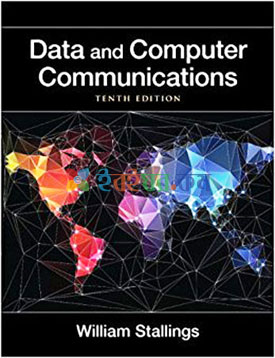 Data and Computer
Communications
TENTH EDITION
William Stallings